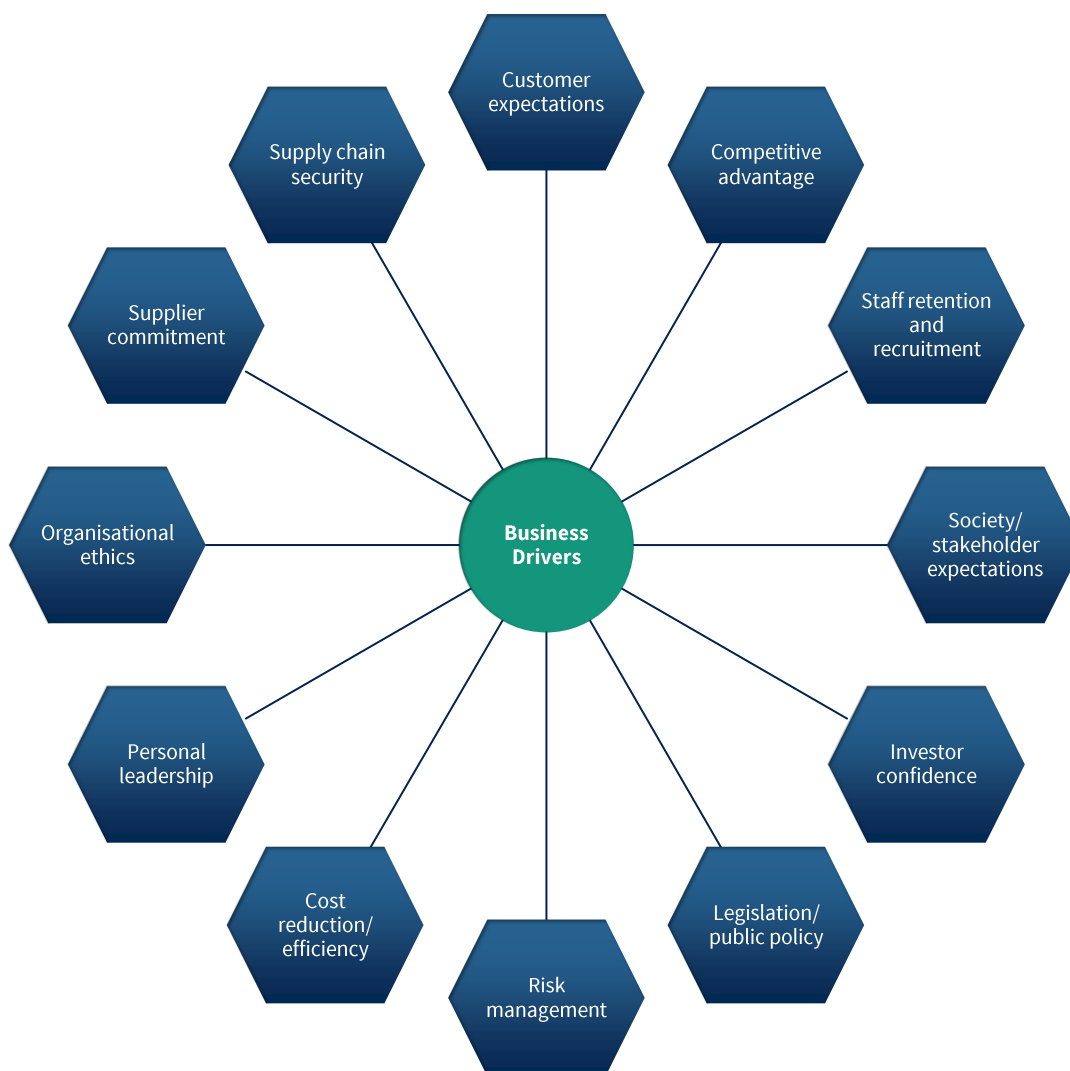 Customer
expectations
Supply chain
security
Competitive
advantage
Supplier
commitment
Staff retention
and
recruitment
Organisational
ethics
Business
Drivers
Society/
stakeholder
expectations
Personal
leadership
Investor
confidence
Cost
reduction/
efficiency
Legislation/
public policy
Risk
management